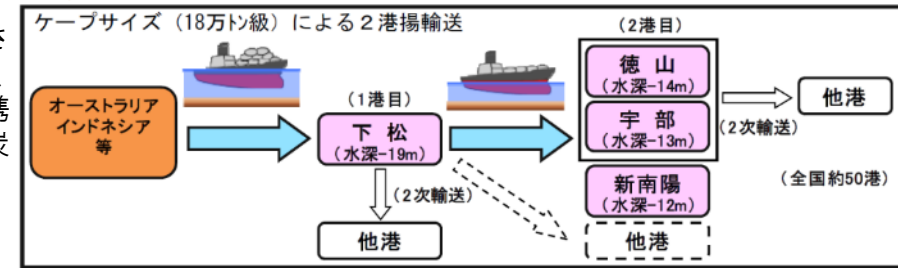 ケープサイズ（18万トン級）による２港揚輸送
携
炭
オーストラリア
インドネシア
等
（1港目）
下 松
（水深-19m）
（2次輸送）
他港
（2港目）
徳 山
（水深-14m）
宇 部
（水深-13m）
新南陽
（水深-12m）
他港
他港
（2次輸送）
（全国約50港）